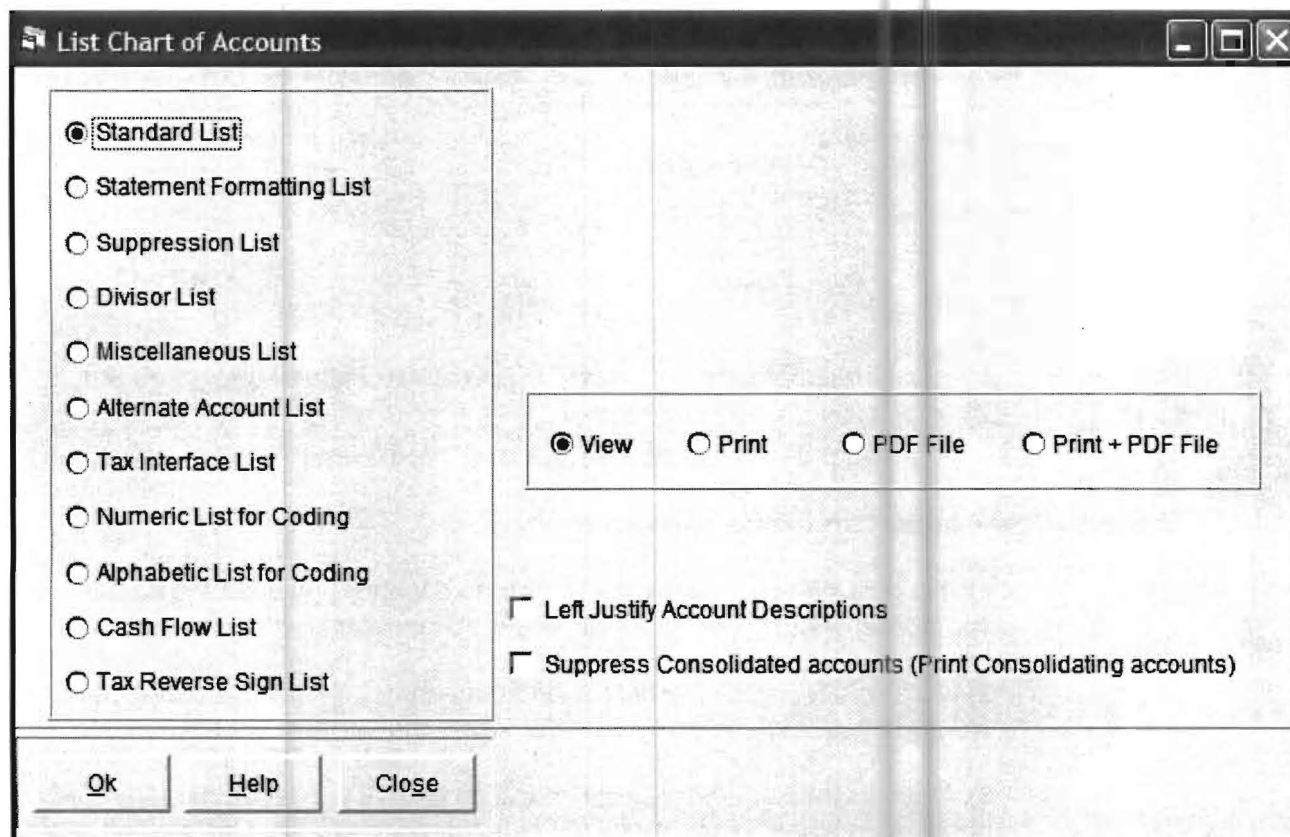 List Chart of Accounts
Standard List
Statement Formatting List
Suppression List
Divisor List
Miscellaneous List
Alternate Account List
Tax Interface List
Numeric List for Coding
Alphabetic List for Coding
Cash Flow List
Tax Reverse Sign List
View Print PDF File Print + PDF File
Left Justify Account Descriptions
Suppress Consolidated accounts (Print Consolidating accounts)
Ok Help Close